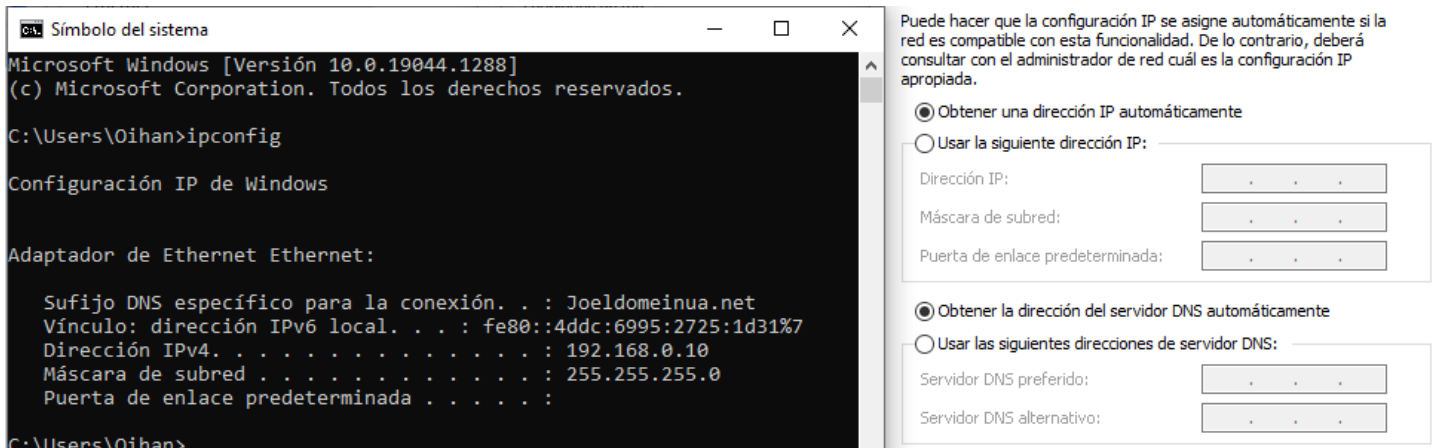 Símbolo del sistema
Microsoft Windows [Versión 10.0.19044.1288]
(c) Microsoft Corporation. Todos los derechos reservados.
C:\Users\Oihan>ipconfig
Configuración IP de Windows
Adaptador de Ethernet Ethernet:
Sufijo DNS específico para la conexión. . : Joeldomeinua.net
Vínculo: dirección IPv6 local. . . : fe80::4ddc:6995:2725:1d31%7
Dirección IPv4. . . . . . . . . . . . . . : 192.168.0.10
Máscara de subred . . . . . . . . . . . . : 255.255.255.0
Puerta de enlace predeterminada . . . . . :
C:\Users\Oihan>
Puede hacer que la configuración IP se asigne automáticamente si la
red es compatible con esta funcionalidad. De lo contrario, deberá
consultar con el administrador de red cuál es la configuración IP
apropiada.
Obtener una dirección IP automáticamente
Usar la siguiente dirección IP:
Dirección IP:
Máscara de subred:
Puerta de enlace predeterminada:
Obtener la dirección del servidor DNS automáticamente
Usar las siguientes direcciones de servidor DNS:
Servidor DNS preferido:
Servidor DNS alternativo: